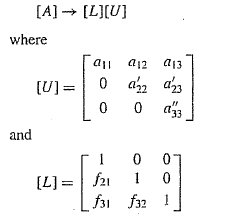 [A] → [L][U]
where
a₁₁ a₁₂ a₁₃
[U] = 0 a′₂₂ a′₂₃
0 0 a″₃₃
and
1 0 0
[L] = f₂₁ 1 0
f₃₁ f₃₂ 1